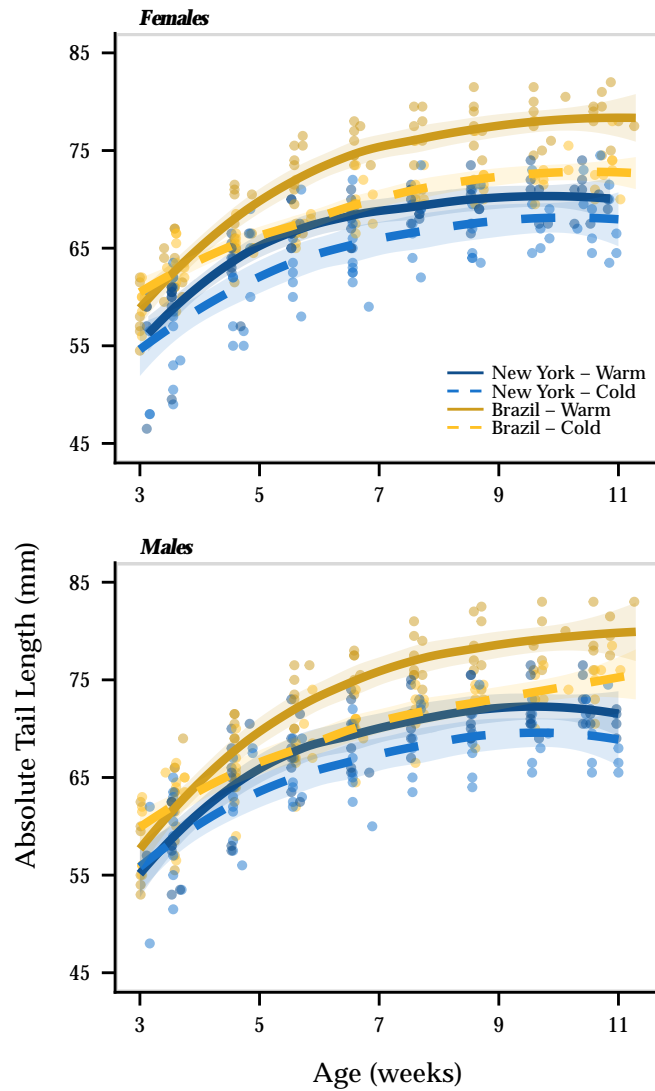 Females
85
75
65
55
45
New York – Warm
New York – Cold
Brazil – Warm
Brazil – Cold
3 5 7 9 11
Males
85
75
65
55
45
3 5 7 9 11
Absolute Tail Length (mm)
Age (weeks)